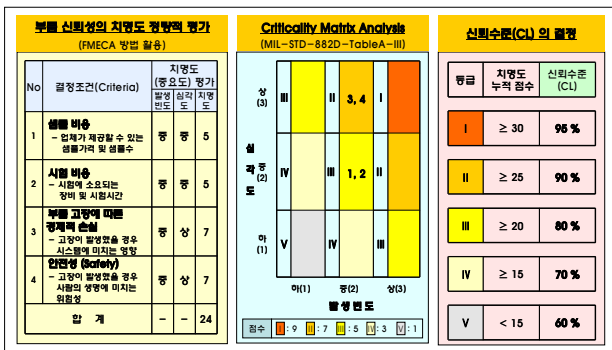 부품 신뢰성의 치명도 정량적 평가
(FMECA 방법 활용)
No 결정조건(Criteria) 치명도 (중요도) 평가
발생빈도 심각도 치명도
1 샘플 비용 – 업체가 제공할 수 있는 샘플가격 및 샘플수 중 중 5
2 시험 비용 – 시험에 소요되는 장비 및 시험시간 중 중 5
3 부품 고장에 따른 경제적 손실 – 고장이 발생했을 경우 시스템에 미치는 영향 중 상 7
4 안전성 (Safety) – 고장이 발생했을 경우 사람의 생명에 미치는 위험성 중 상 7
합 계 – – 24
Criticality Matrix Analysis
(MIL-STD-882D-TableA-III)
심각도
상(3) III II 3, 4 I
중(2) IV III 1, 2 II
하(1) V IV III
하(1) 중(2) 상(3)
발생빈도
점수 I : 9 II : 7 III : 5 IV : 3 V : 1
신뢰수준(CL) 의 결정
등급 치명도 누적 점수 신뢰수준 (CL)
I ≥ 30 95 %
II ≥ 25 90 %
III ≥ 20 80 %
IV ≥ 15 70 %
V < 15 60 %